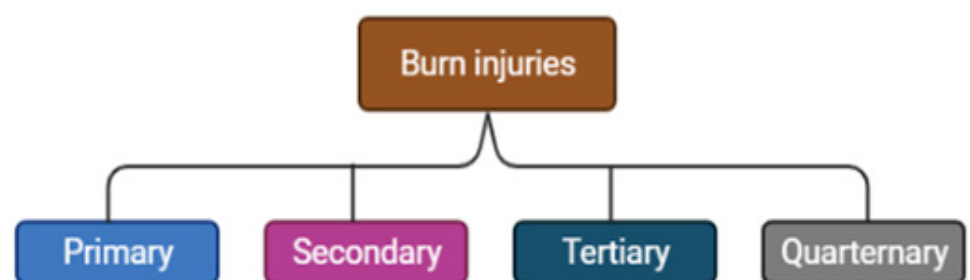 Burn injuries
Primary
Secondary
Tertiary
Quarternary